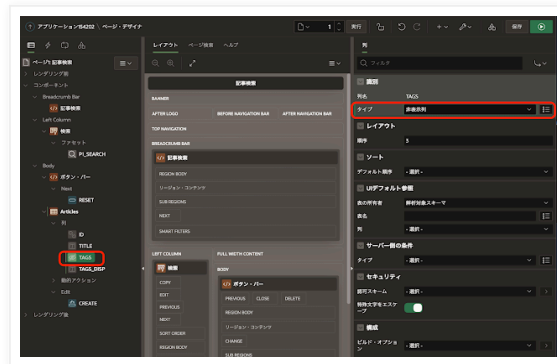 アプリケーション154202 \ ページ・デザイナ
1
実行
保存
ページ1: 記事検索
レンダリング前
コンポーネント
Breadcrumb Bar
記事検索
Left Column
検索
ファセット
P1_SEARCH
Body
ボタン・バー
Next
RESET
Articles
列
ID
TITLE
TAGS
TAGS_DISP
動的アクション
Edit
CREATE
レンダリング後
レイアウト
ページ検索
ヘルプ
記事検索
BANNER
AFTER LOGO
BEFORE NAVIGATION BAR
AFTER NAVIGATION BAR
TOP NAVIGATION
BREADCRUMB BAR
記事検索
REGION BODY
リージョン・コンテンツ
SUB REGIONS
NEXT
SMART FILTERS
LEFT COLUMN
検索
COPY
EDIT
PREVIOUS
NEXT
SORT ORDER
REGION BODY
FULL WIDTH CONTENT
BODY
ボタン・バー
PREVIOUS
CLOSE
DELETE
REGION BODY
リージョン・コンテンツ
CHANGE
SUB REGIONS
列
フィルタ
識別
列名
TAGS
タイプ
非表示列
レイアウト
順序
5
ソート
デフォルト順序
- 選択 -
UIデフォルト参照
表の所有者
解析対象スキーマ
表名
列
- 選択 -
サーバー側の条件
タイプ
- 選択 -
セキュリティ
認可スキーム
- 選択 -
特殊文字をエスケープ
構成
ビルド・オプション
- 選択 -